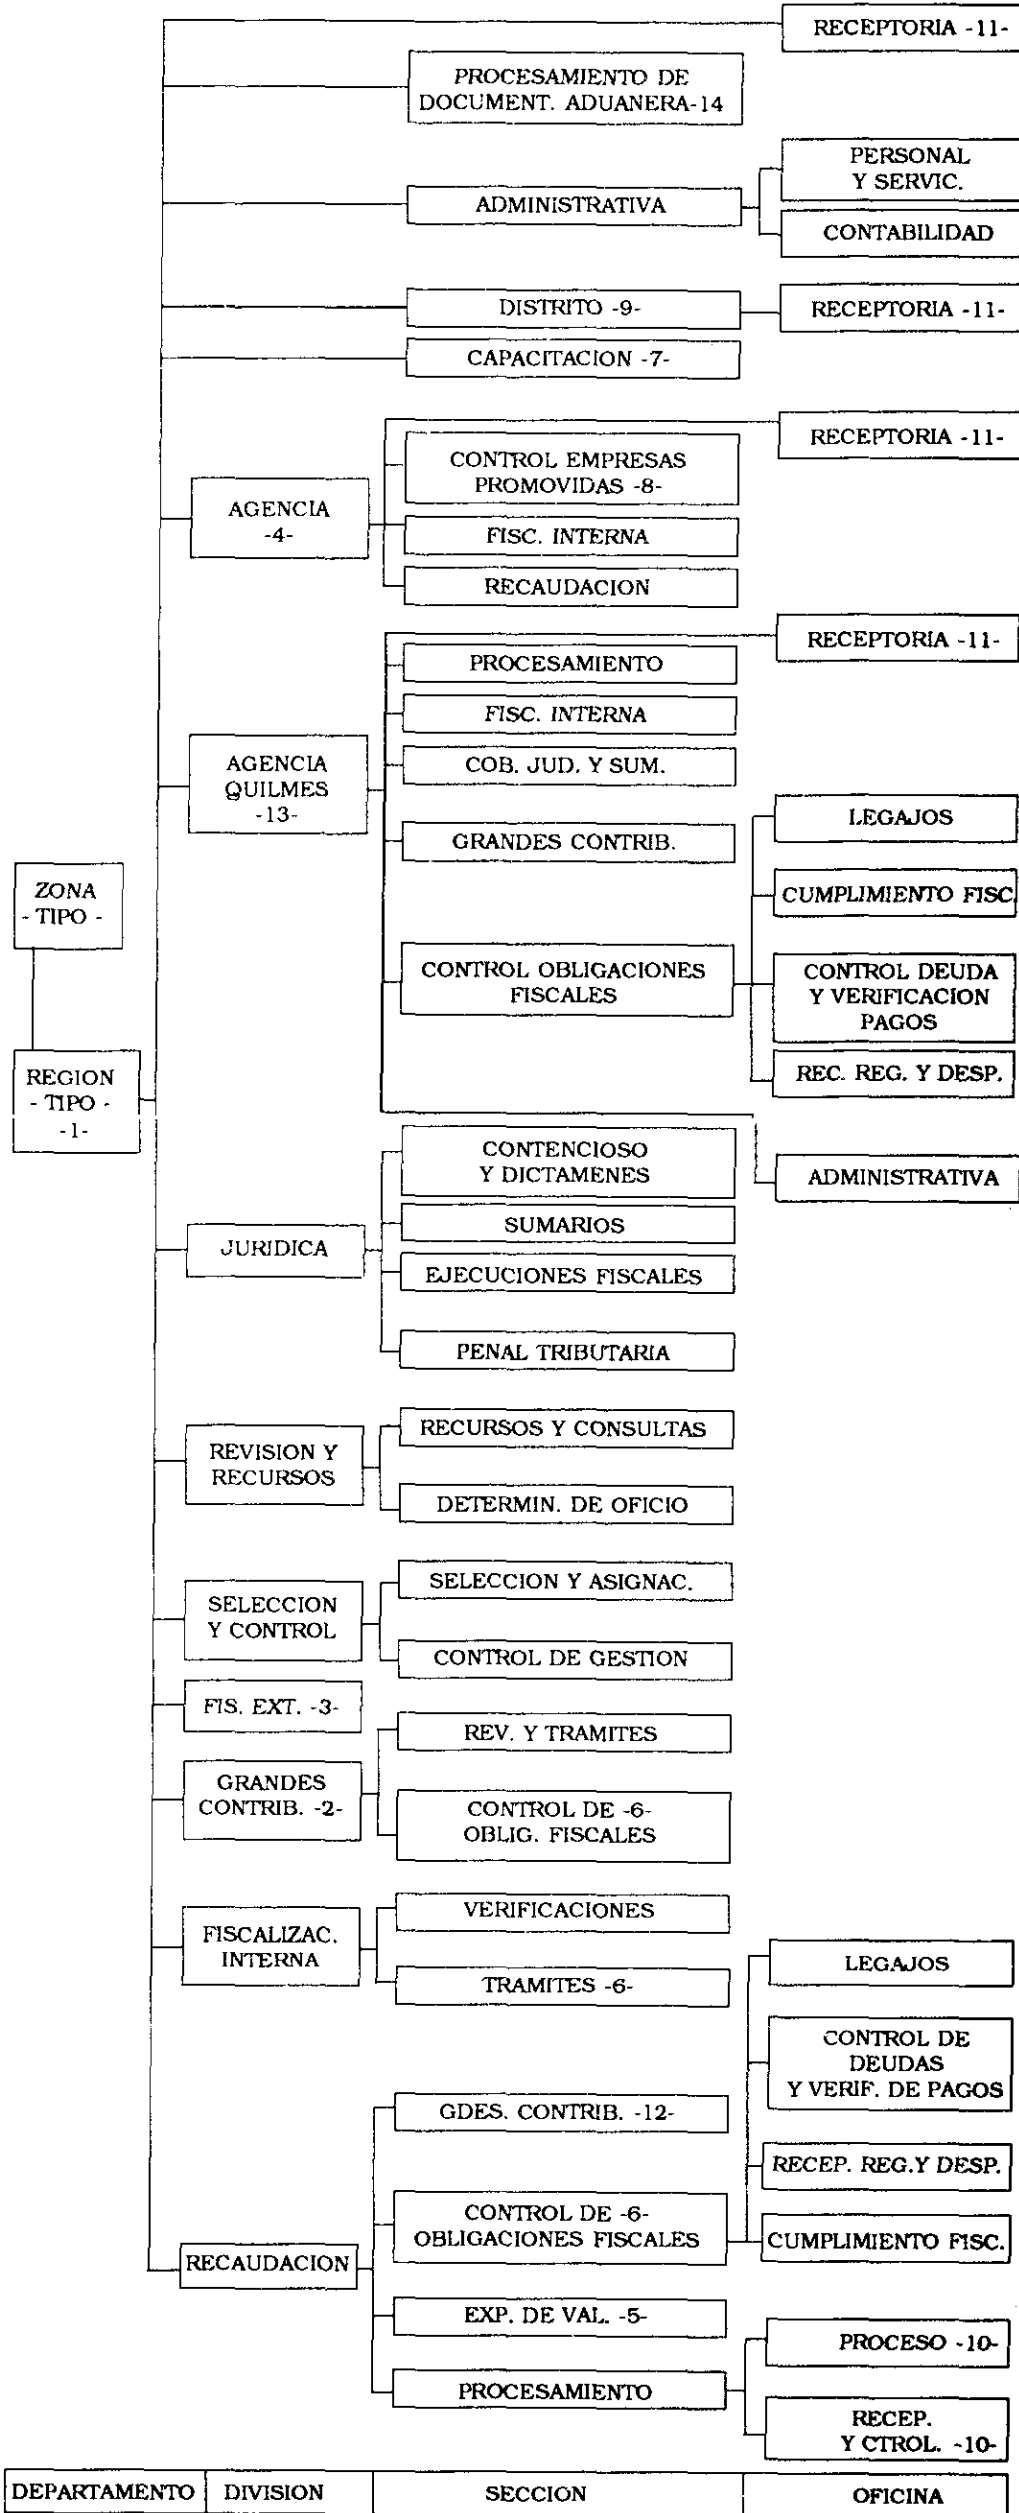 RECEPTORIA -11-
PROCESAMIENTO DE
DOCUMENT. ADUANERA-14
PERSONAL
Y SERVIC.
ADMINISTRATIVA
CONTABILIDAD
DISTRITO -9-
RECEPTORIA -11-
CAPACITACION -7-
RECEPTORIA -11-
CONTROL EMPRESAS
PROMOVIDAS -8-
AGENCIA
-4-
FISC. INTERNA
RECAUDACION
RECEPTORIA -11-
PROCESAMIENTO
FISC. INTERNA
AGENCIA
QUILMES
-13-
COB. JUD. Y SUM.
GRANDES CONTRIB.
LEGAJOS
ZONA
- TIPO -
CUMPLIMIENTO FISC
CONTROL OBLIGACIONES
FISCALES
CONTROL DEUDA
Y VERIFICACION
PAGOS
REC. REG. Y DESP.
REGION
- TIPO -
-1-
CONTENCIOSO
Y DICTAMENES
ADMINISTRATIVA
SUMARIOS
JURIDICA
EJECUCIONES FISCALES
PENAL TRIBUTARIA
RECURSOS Y CONSULTAS
REVISION Y
RECURSOS
DETERMIN. DE OFICIO
SELECCION Y ASIGNAC.
SELECCION
Y CONTROL
CONTROL DE GESTION
FIS. EXT. -3-
REV. Y TRAMITES
GRANDES
CONTRIB. -2-
CONTROL DE -6-
OBLIG. FISCALES
VERIFICACIONES
FISCALIZAC.
INTERNA
LEGAJOS
TRAMITES -6-
CONTROL DE
DEUDAS
Y VERIF. DE PAGOS
GDES. CONTRIB. -12-
RECEP. REG.Y DESP.
CONTROL DE -6-
OBLIGACIONES FISCALES
CUMPLIMIENTO FISC.
RECAUDACION
EXP. DE VAL. -5-
PROCESO -10-
PROCESAMIENTO
RECEP.
Y CTROL. -10-
DEPARTAMENTO DIVISION SECCION OFICINA